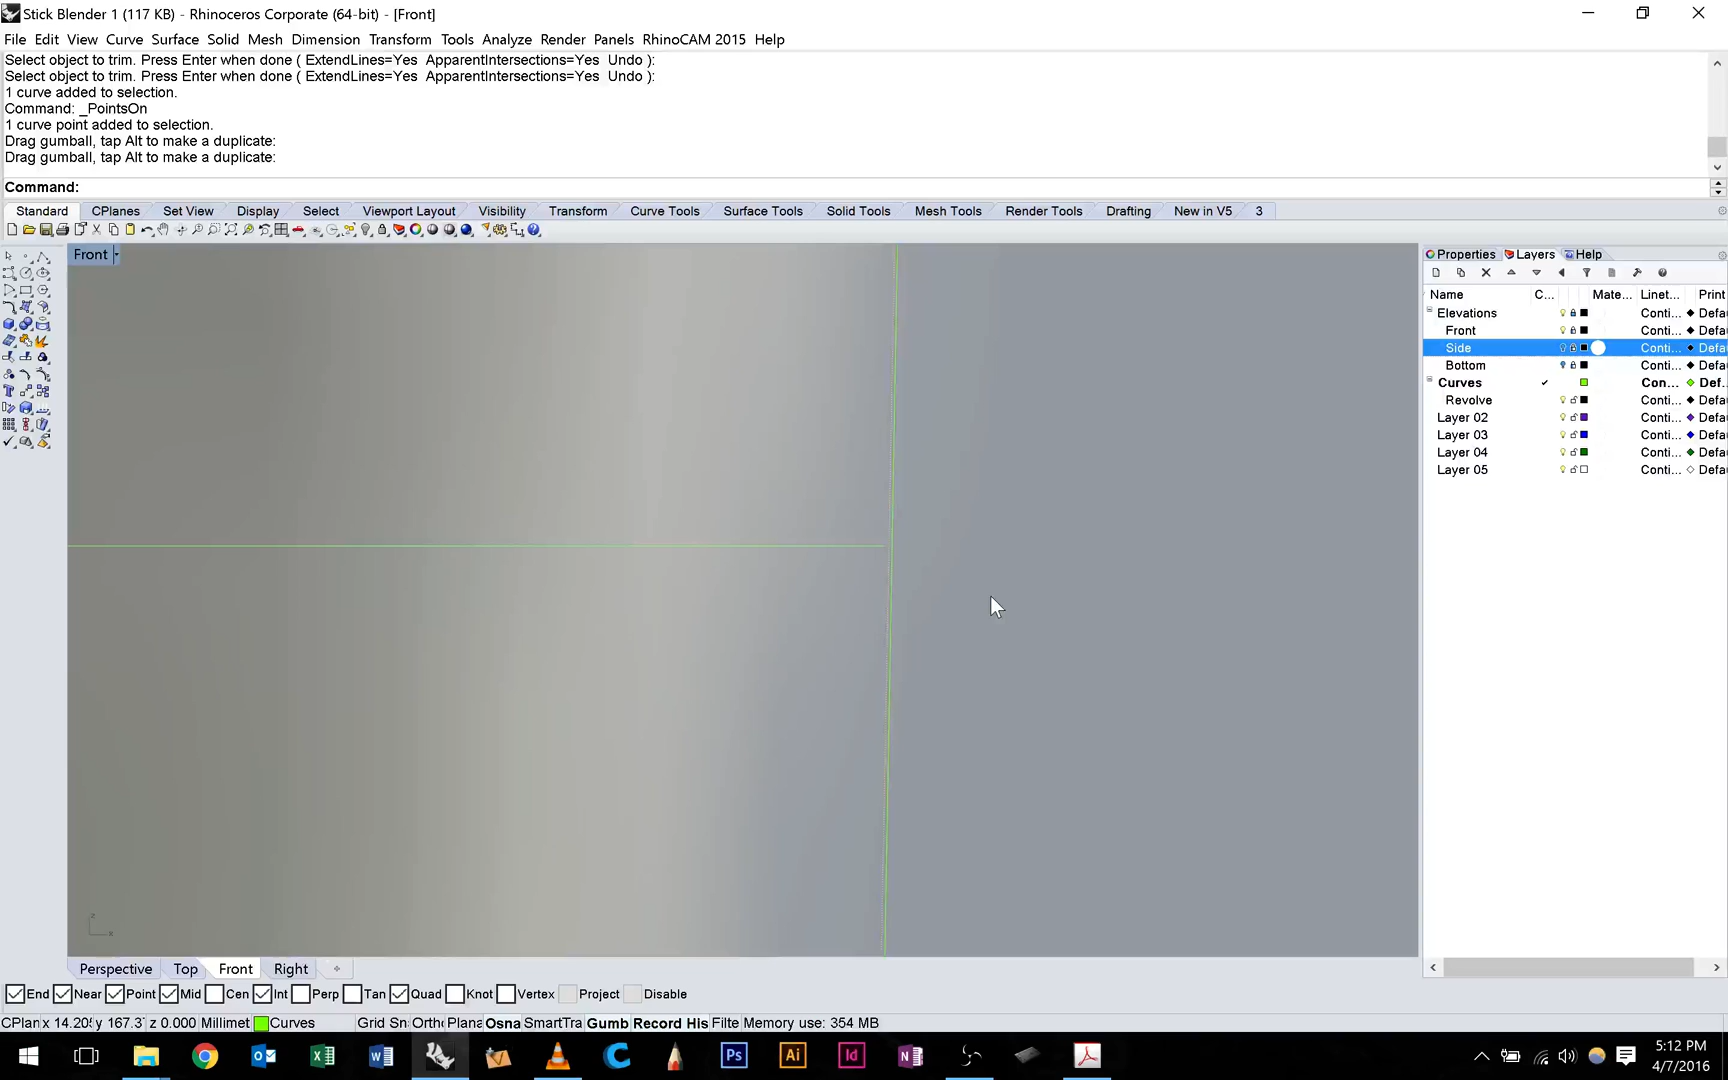 Stick Blender 1 (117 KB) - Rhinoceros Corporate (64-bit) - [Front]
File Edit View Curve Surface Solid Mesh Dimension Transform Tools Analyze Render Panels RhinoCAM 2015 Help
Select object to trim. Press Enter when done ( ExtendLines=Yes ApparentIntersections=Yes Undo ):
Select object to trim. Press Enter when done ( ExtendLines=Yes ApparentIntersections=Yes Undo ):
1 curve added to selection.
Command: _PointsOn
1 curve point added to selection.
Drag gumball, tap Alt to make a duplicate:
Drag gumball, tap Alt to make a duplicate:
Command:
Standard CPlanes Set View Display Select Viewport Layout Visibility Transform Curve Tools Surface Tools Solid Tools Mesh Tools Render Tools Drafting New in V5 3
Front
Properties Layers Help
Name C... Mate... Linet... Print
Elevations Conti... Defa
Front Conti... Defa
Side Conti... Defa
Bottom Conti... Defa
Curves Con... Def.
Revolve Conti... Defa
Layer 02 Conti... Defa
Layer 03 Conti... Defa
Layer 04 Conti... Defa
Layer 05 Conti... Defa
z
x
Perspective Top Front Right
End Near Point Mid Cen Int Perp Tan Quad Knot Vertex Project Disable
CPlan x 14.20 y 167.3 z 0.000 Millimet Curves Grid Sn Ortho Plana Osna SmartTra Gumb Record His Filte Memory use: 354 MB
Ps Ai Id
5:12 PM
4/7/2016